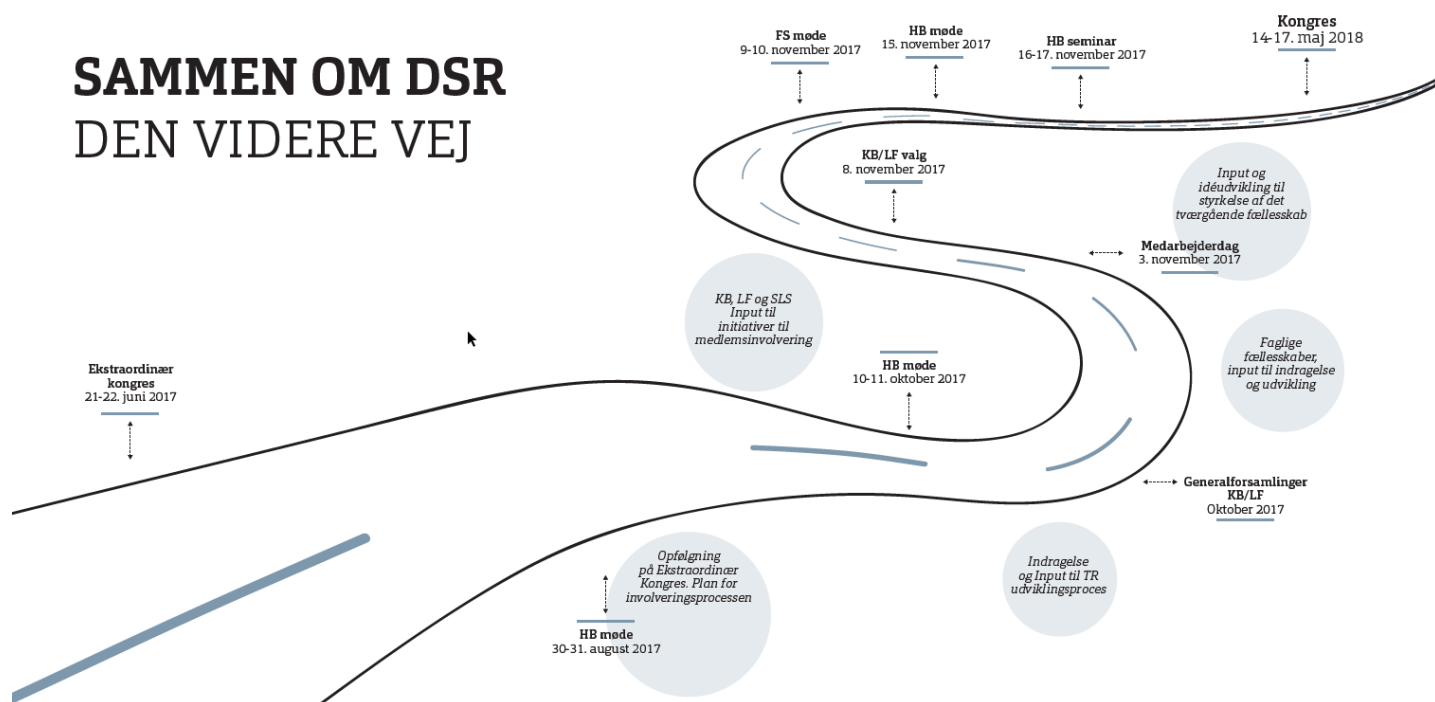 SAMMEN OM DSR
DEN VIDERE VEJ
FS møde
9-10. november 2017
HB møde
15. november 2017
HB seminar
16-17. november 2017
Kongres
14-17. maj 2018
KB/LF valg
8. november 2017
Input og
idéudvikling til
styrkelse af det
tværgående fællesskab
Medarbejderdag
3. november 2017
KB, LF og SLS
Input til
initiativer til
medlemsinvolvering
Faglige
fællesskaber,
input til indragelse
og udvikling
HB møde
10-11. oktober 2017
Ekstraordinær
kongres
21-22. juni 2017
Generalforsamlinger
KB/LF
Oktober 2017
Opfølgning
på Ekstraordinær
Kongres. Plan for
involveringsprocessen
Indragelse
og Input til TR
udviklingsproces
HB møde
30-31. august 2017